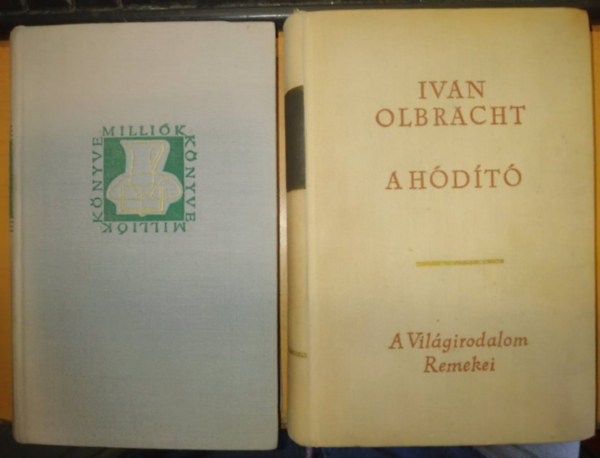 MILLIÓK
KÖNYVE
MILLIÓK
KÖNYVE
IVAN
OLBRACHT
A HÓDÍTÓ
A Világirodalom
Remekei